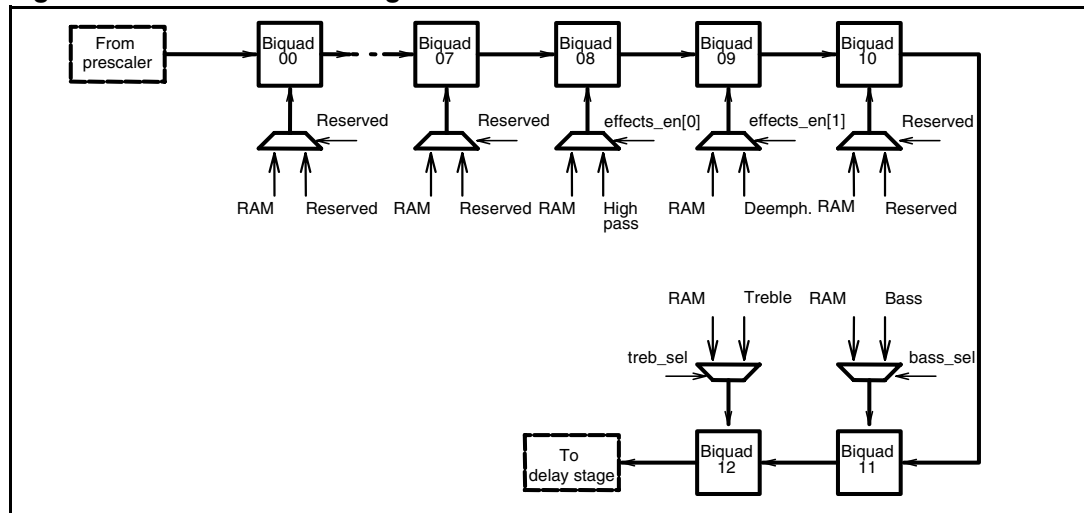 From
prescaler
Biquad
00
Biquad
07
Biquad
08
Biquad
09
Biquad
10
Reserved
Reserved
effects_en[0]
effects_en[1]
Reserved
RAM
Reserved
RAM
Reserved
RAM
High
pass
RAM
Deemph.
RAM
Reserved
RAM
Treble
RAM
Bass
treb_sel
bass_sel
To
delay stage
Biquad
12
Biquad
11